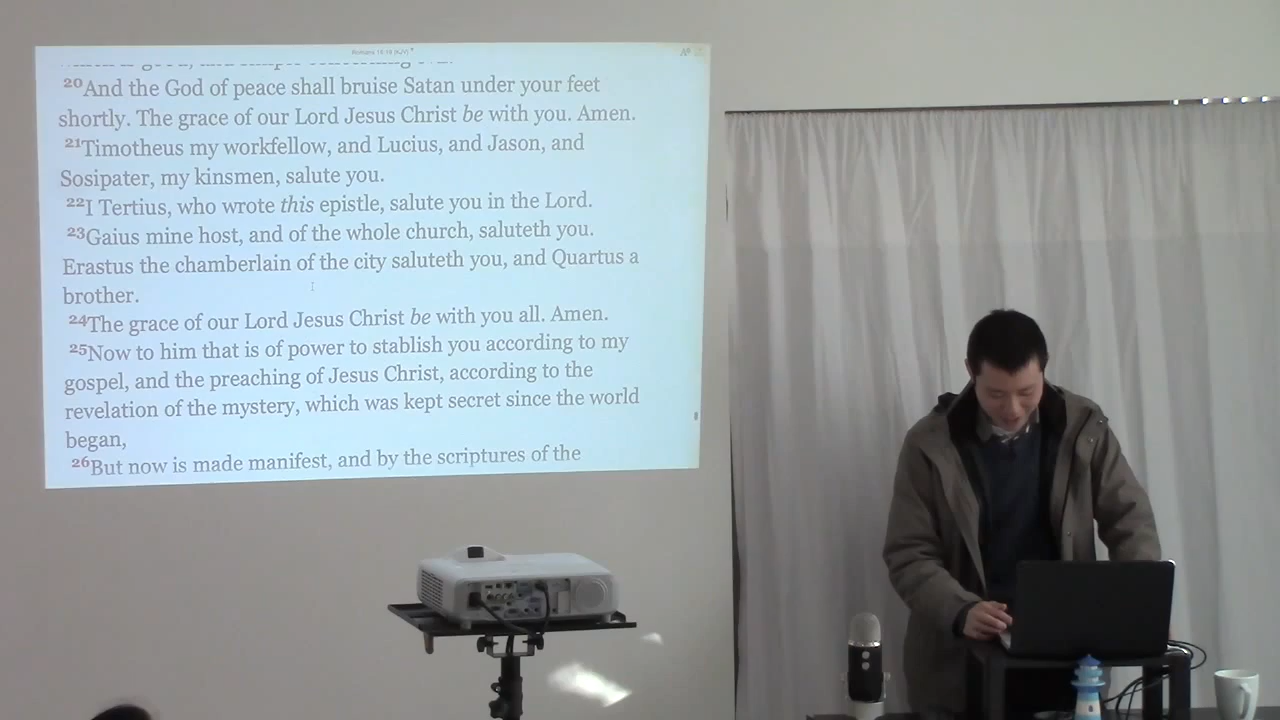 Romans 16:18 (KJV)
20And the God of peace shall bruise Satan under your feet
shortly. The grace of our Lord Jesus Christ be with you. Amen.
21Timotheus my workfellow, and Lucius, and Jason, and
Sosipater, my kinsmen, salute you.
22I Tertius, who wrote this epistle, salute you in the Lord.
23Gaius mine host, and of the whole church, saluteth you.
Erastus the chamberlain of the city saluteth you, and Quartus a
brother.
24The grace of our Lord Jesus Christ be with you all. Amen.
25Now to him that is of power to stablish you according to my
gospel, and the preaching of Jesus Christ, according to the
revelation of the mystery, which was kept secret since the world
began,
26But now is made manifest, and by the scriptures of the